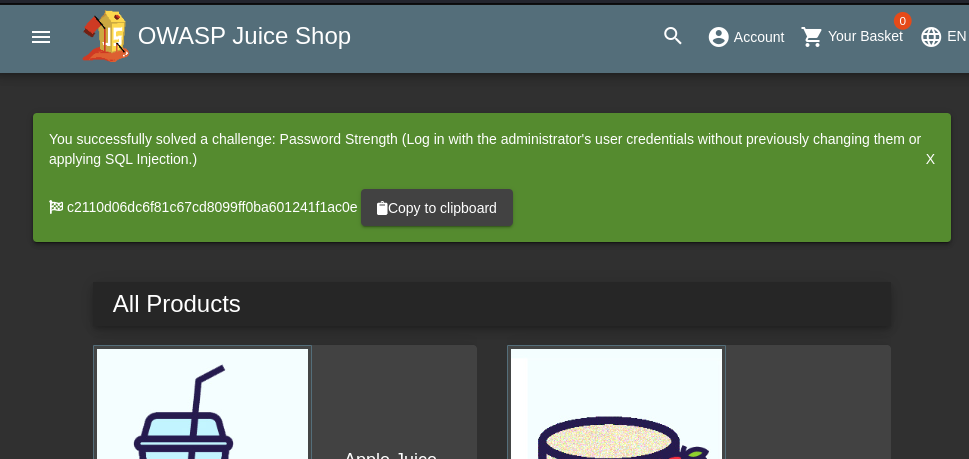 OWASP Juice Shop
Account
0
Your Basket
EN
You successfully solved a challenge: Password Strength (Log in with the administrator's user credentials without previously changing them or
applying SQL Injection.)
X
c2110d06dc6f81c67cd8099ff0ba601241f1ac0e
Copy to clipboard
All Products
Apple Juice